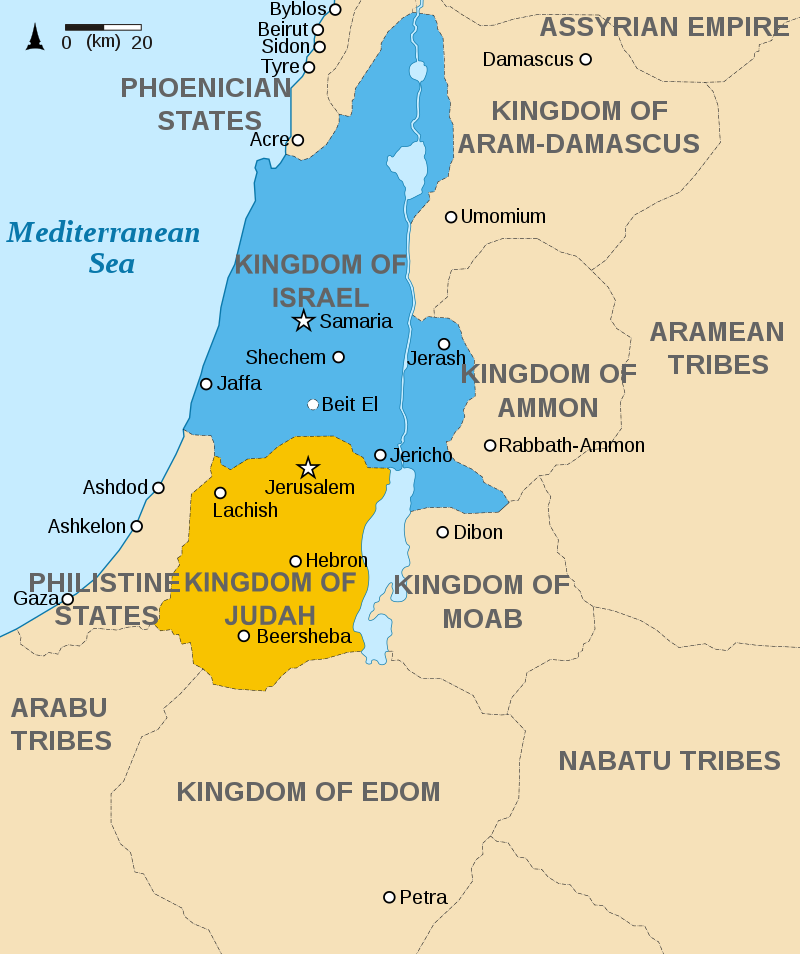 Byblos
ASSYRIAN EMPIRE
Beirut
0 (km) 20
Sidon
Damascus
Tyre
PHOENICIAN
STATES
KINGDOM OF
ARAM-DAMASCUS
Acre
Umomium
Mediterranean
Sea
KINGDOM OF
ISRAEL
Samaria
ARAMEAN
TRIBES
Shechem
Jerash
KINGDOM OF
AMMON
Jaffa
Beit El
Rabbath-Ammon
Jericho
Ashdod
Jerusalem
Lachish
Ashkelon
Dibon
Hebron
PHILISTINE
STATES
KINGDOM OF
JUDAH
KINGDOM OF
MOAB
Gaza
Beersheba
ARABU
TRIBES
NABATU TRIBES
KINGDOM OF EDOM
Petra